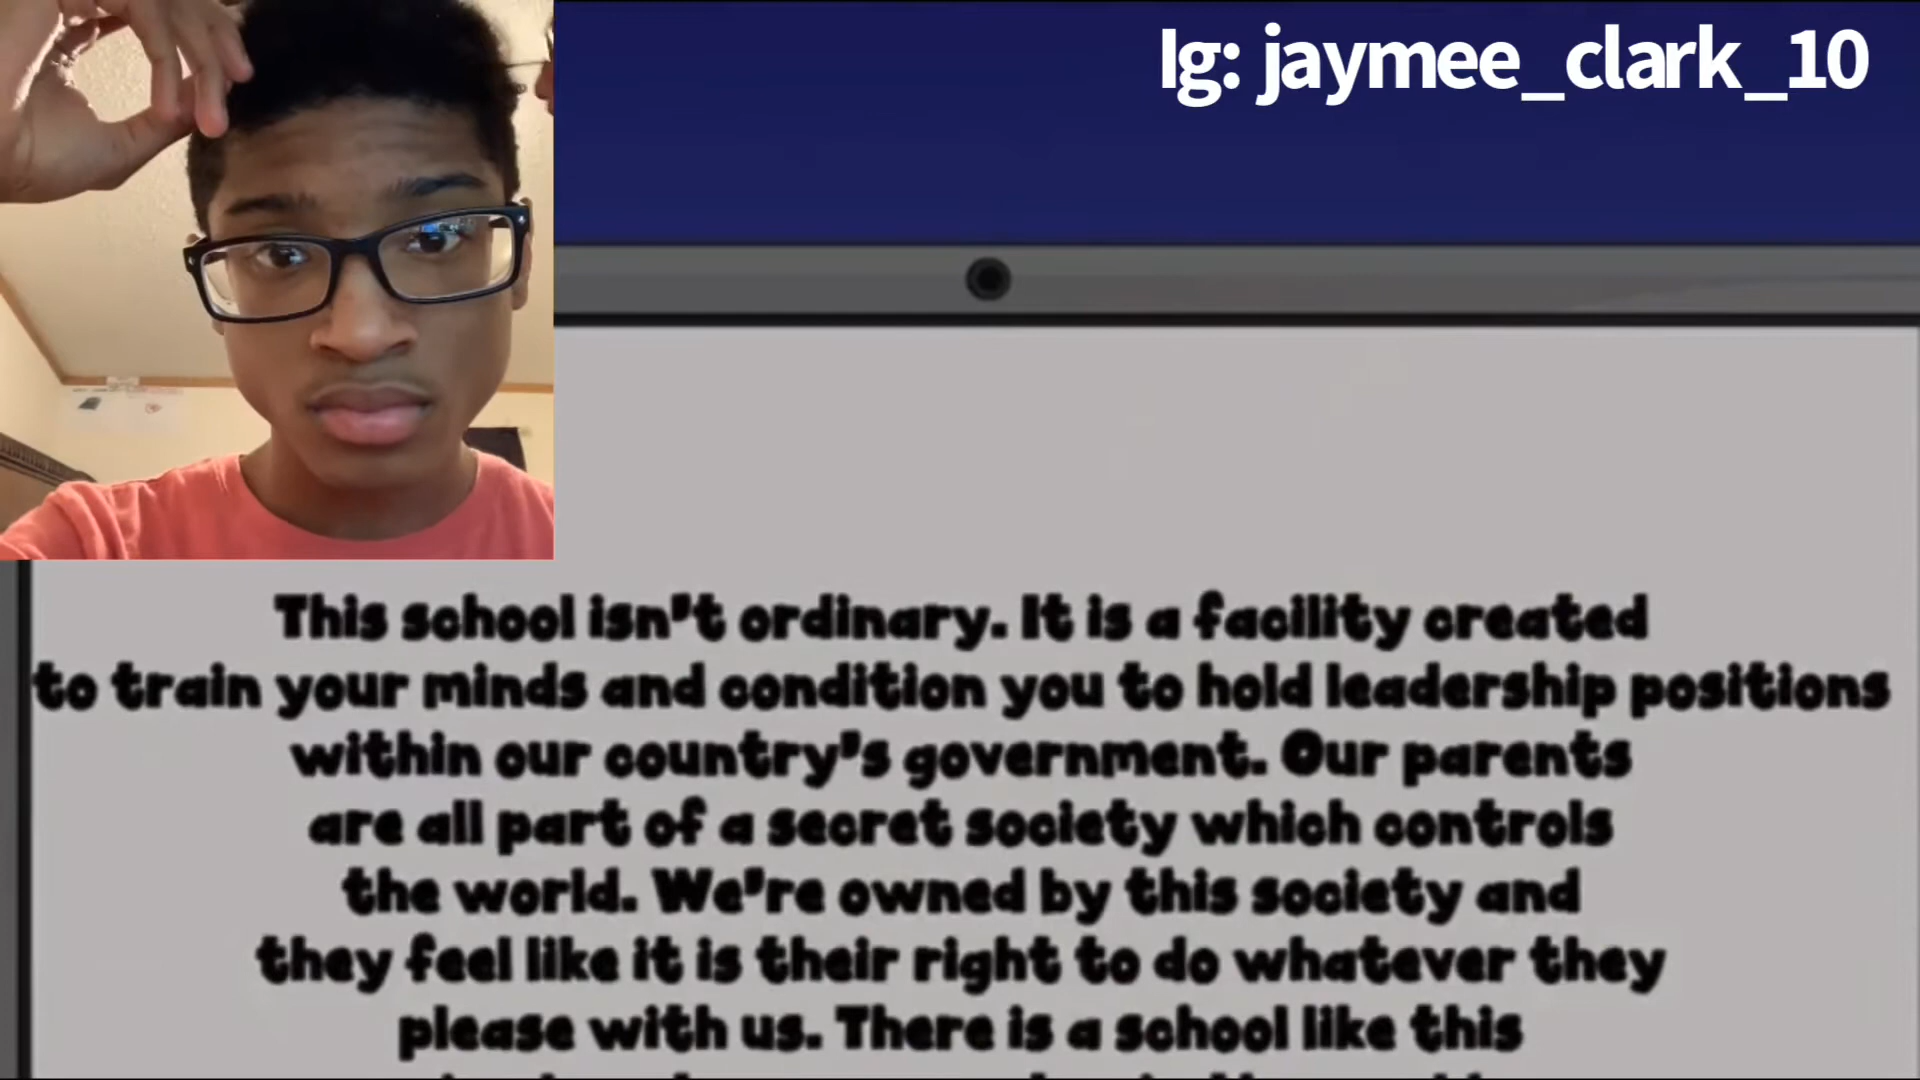 Ig: jaymee_clark_10
This school isn't ordinary. It is a facility created
to train your minds and condition you to hold leadership positions
within our country's government. Our parents
are all part of a secret society which controls
the world. We're owned by this society and
they feel like it is their right to do whatever they
please with us. There is a school like this